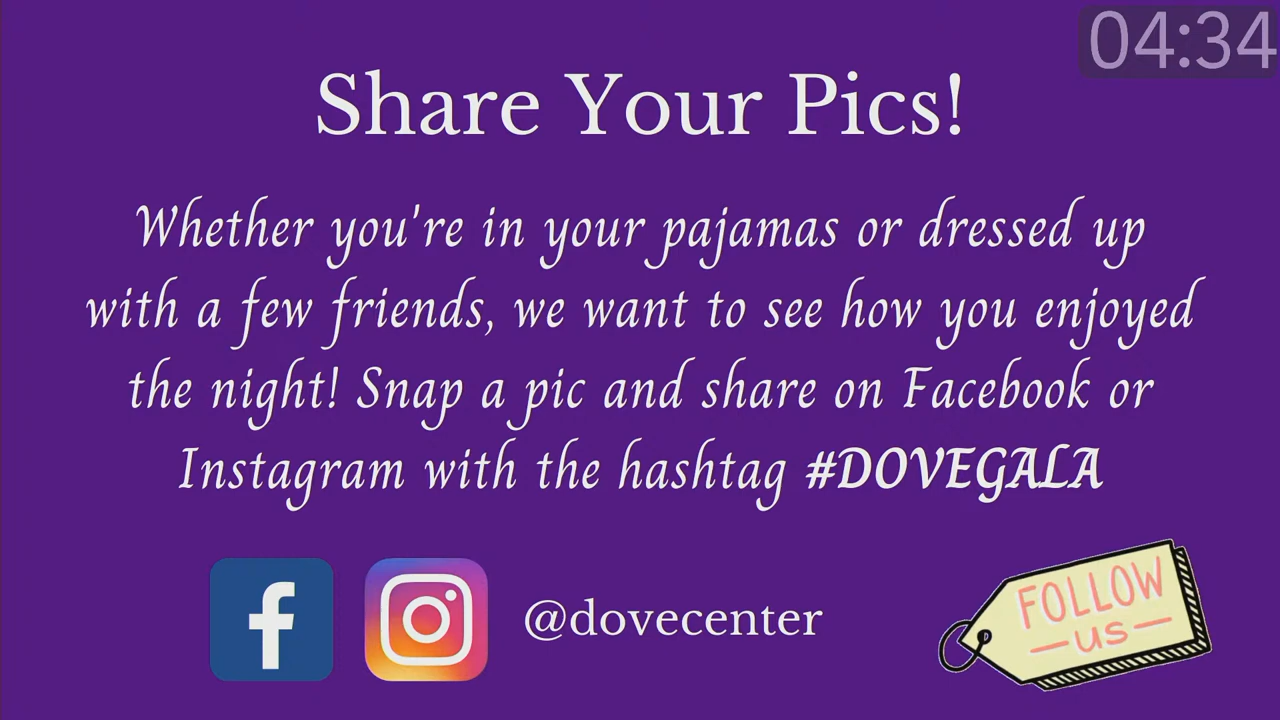 04:34
Share Your Pics!
Whether you're in your pajamas or dressed up
with a few friends, we want to see how you enjoyed
the night! Snap a pic and share on Facebook or
Instagram with the hashtag #DOVEGALA
@dovecenter
FOLLOW
us